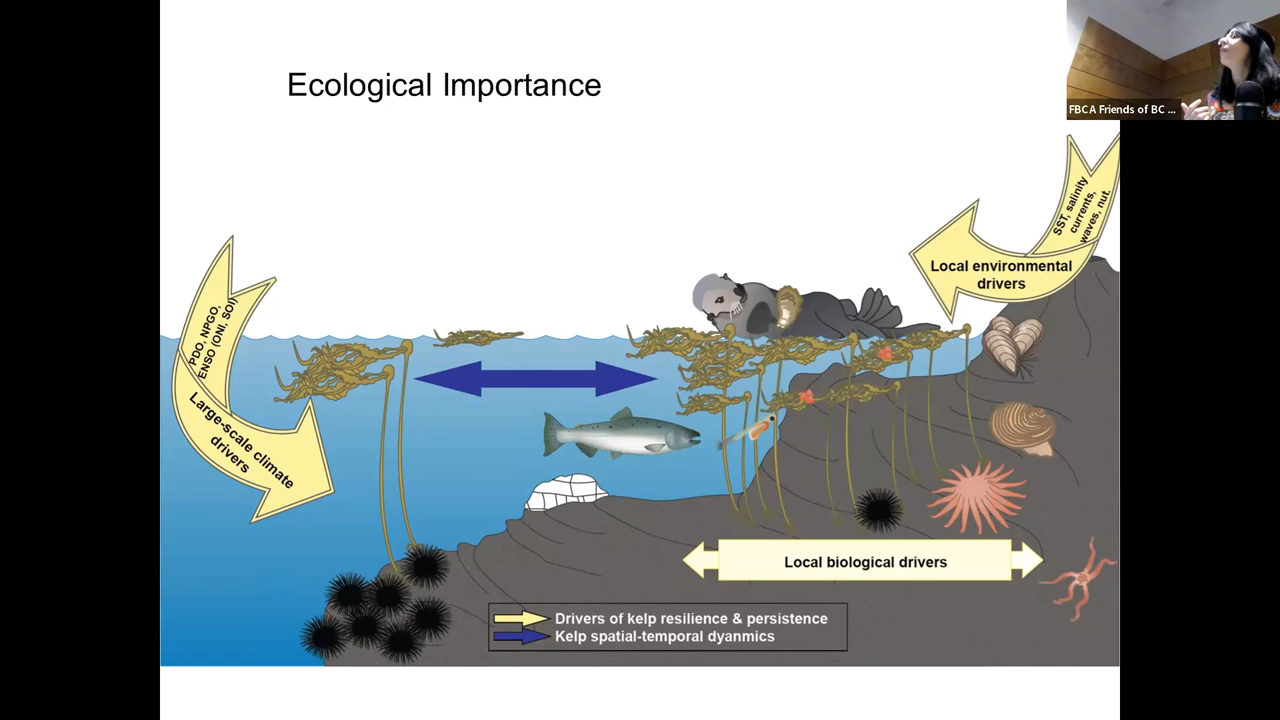 Ecological Importance
FBCA Friends of BC ...
SST, salinity
currents,
waves, nut.
Local environmental
drivers
PDO, NPGO,
ENSO (ONI, SOI)
Large-scale climate
drivers
Local biological drivers
Drivers of kelp resilience & persistence
Kelp spatial-temporal dyanmics